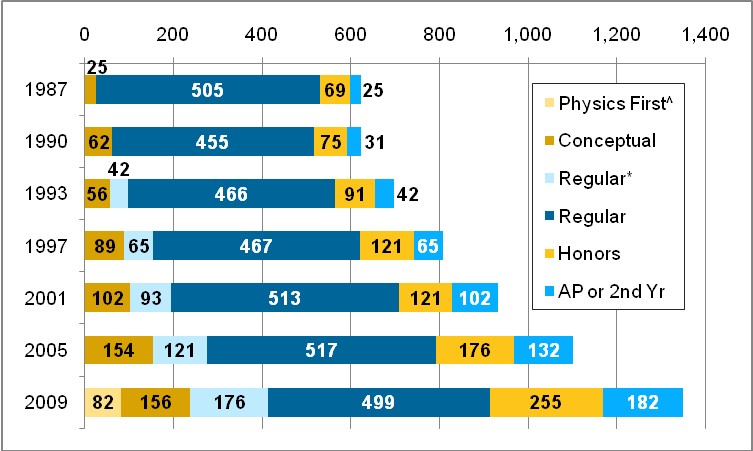 0 200 400 600 800 1,000 1,200 1,400
25
1987 505 69 25
1990 62 455 75 31
42
1993 56 466 91 42
1997 89 65 467 121 65
2001 102 93 513 121 102
2005 154 121 517 176 132
2009 82 156 176 499 255 182
Physics First^
Conceptual
Regular*
Regular
Honors
AP or 2nd Yr